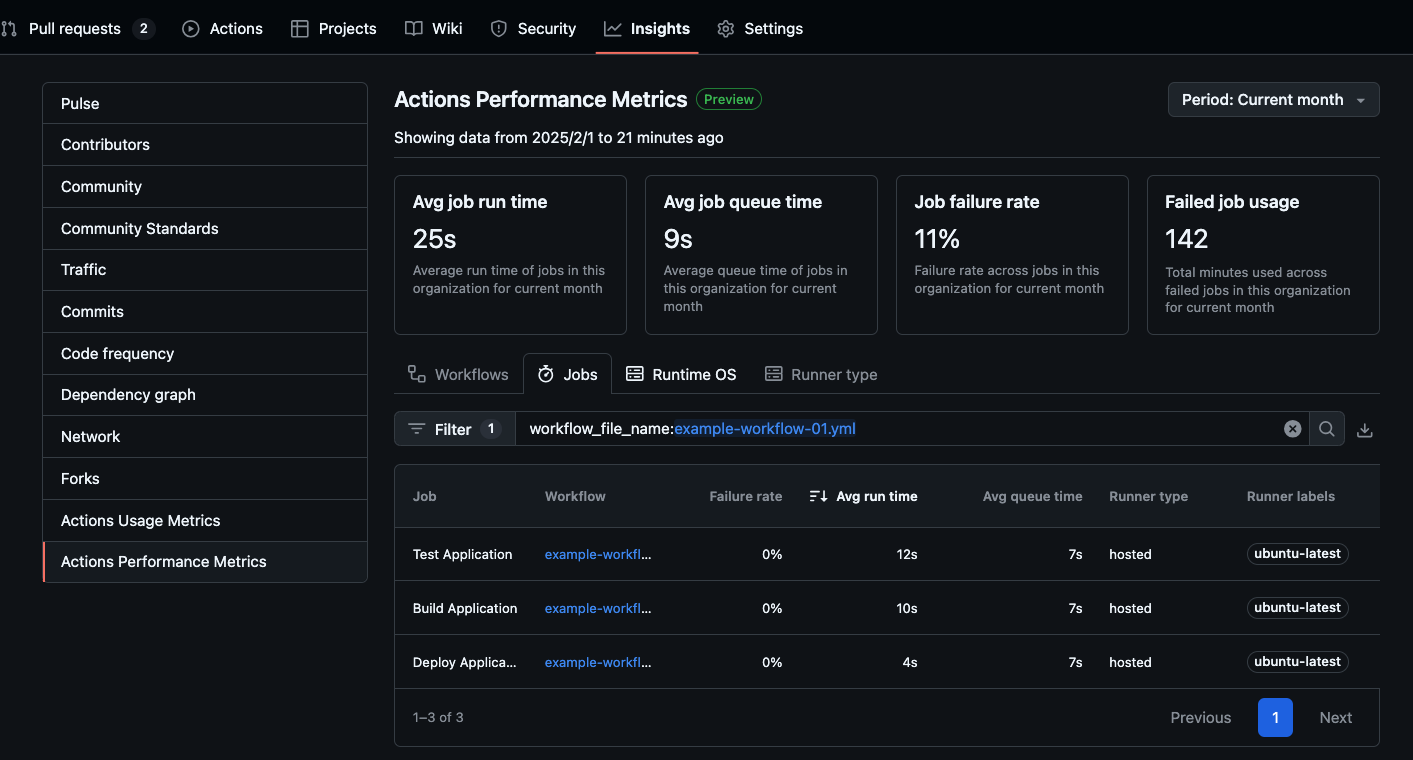 Pull requests 2 Actions Projects Wiki Security Insights Settings
Pulse
Contributors
Community
Community Standards
Traffic
Commits
Code frequency
Dependency graph
Network
Forks
Actions Usage Metrics
Actions Performance Metrics
Actions Performance Metrics Preview
Period: Current month
Showing data from 2025/2/1 to 21 minutes ago
Avg job run time
25s
Average run time of jobs in this
organization for current month
Avg job queue time
9s
Average queue time of jobs in
this organization for current
month
Job failure rate
11%
Failure rate across jobs in this
organization for current month
Failed job usage
142
Total minutes used across
failed jobs in this organization
for current month
Workflows Jobs Runtime OS Runner type
Filter 1 workflow_file_name:example-workflow-01.yml
Job Workflow Failure rate Avg run time Avg queue time Runner type Runner labels
Test Application example-workfl... 0% 12s 7s hosted ubuntu-latest
Build Application example-workfl... 0% 10s 7s hosted ubuntu-latest
Deploy Applica... example-workfl... 0% 4s 7s hosted ubuntu-latest
1–3 of 3 Previous 1 Next